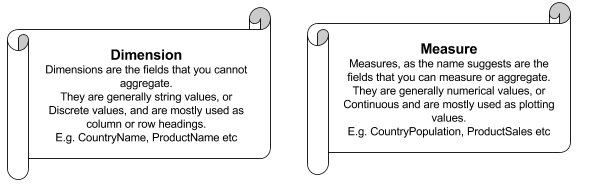 Dimension
Dimensions are the fields that you cannot
aggregate.
They are generally string values, or
Discrete values, and are mostly used as
column or row headings.
E.g. CountryName, ProductName etc
Measure
Measures, as the name suggests are the
fields that you can measure or aggregate.
They are generally numerical values, or
Continuous and are mostly used as plotting
values.
E.g. CountryPopulation, ProductSales etc